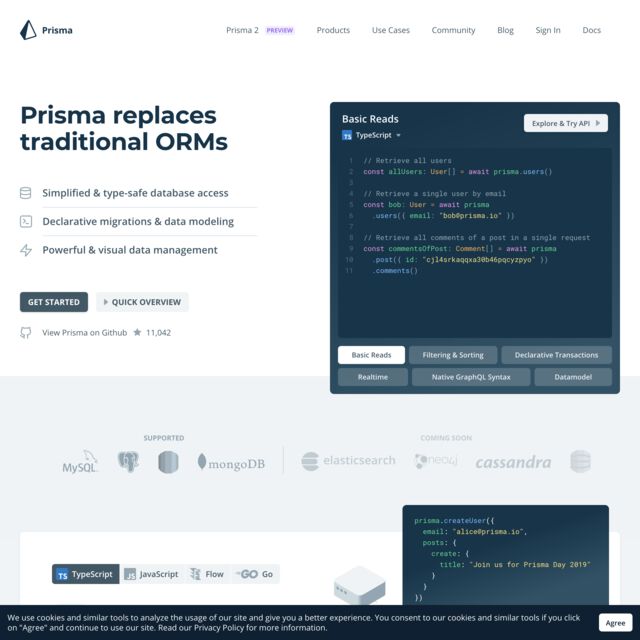 Prisma
Prisma 2 PREVIEW Products Use Cases Community Blog Sign In Docs
Prisma replaces
traditional ORMs
Simplified & type-safe database access
Declarative migrations & data modeling
Powerful & visual data management
GET STARTED
QUICK OVERVIEW
View Prisma on Github 11,042
Basic Reads
TS TypeScript
Explore & Try API
1 // Retrieve all users
2 const allUsers: User[] = await prisma.users()
3
4 // Retrieve a single user by email
5 const bob: User = await prisma
6 .users({ email: "bob@prisma.io" })
7
8 // Retrieve all comments of a post in a single request
9 const commentsOfPost: Comment[] = await prisma
10 .post({ id: "cjl4srkaqqxa30b46pqcyzpyo" })
11 .comments()
Basic Reads Filtering & Sorting Declarative Transactions
Realtime Native GraphQL Syntax Datamodel
SUPPORTED
MySQL mongoDB
COMING SOON
elasticsearch neo4j cassandra
TS TypeScript JS JavaScript Flow GO Go
prisma.createUser({
email: "alice@prisma.io",
posts: {
create: {
title: "Join us for Prisma Day 2019"
}
}
})
We use cookies and similar tools to analyze the usage of our site and give you a better experience. You consent to our cookies and similar tools if you click
on "Agree" and continue to use our site. Read our Privacy Policy for more information.
Agree